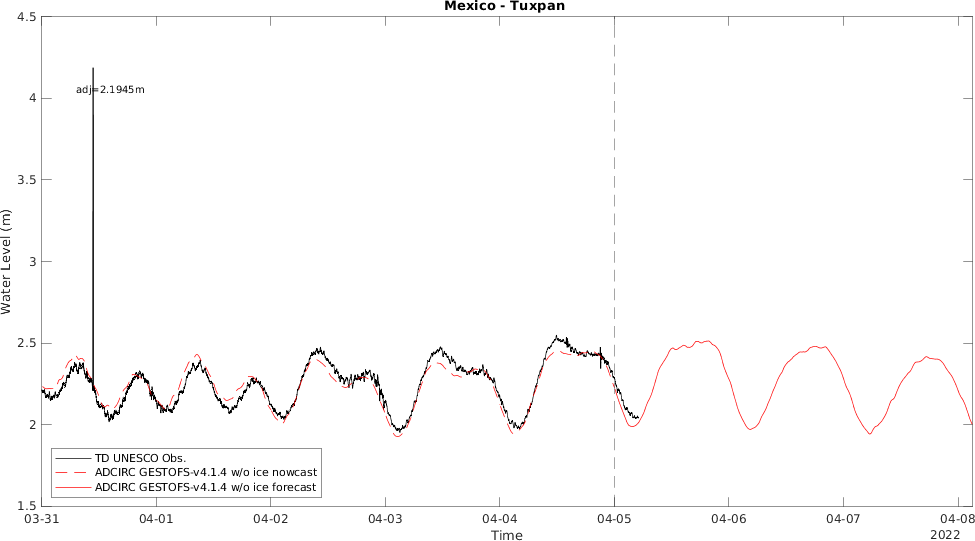 Mexico - Tuxpan
4.5
4
3.5
3
2.5
2
1.5
Water Level (m)
adj=2.1945m
TD UNESCO Obs.
ADCIRC GESTOFS-v4.1.4 w/o ice nowcast
ADCIRC GESTOFS-v4.1.4 w/o ice forecast
03-31 04-01 04-02 04-03 04-04 04-05 04-06 04-07 04-08
Time
2022